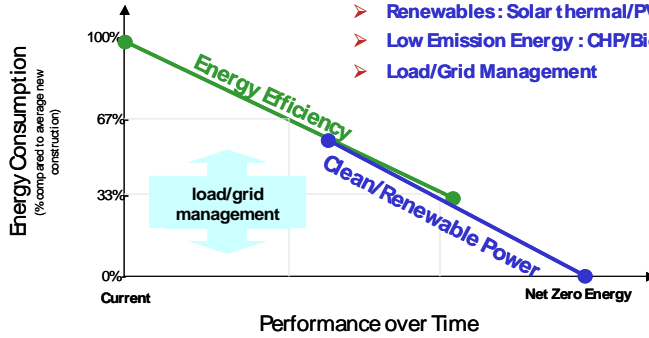 ➢ Renewables: Solar thermal/PV
➢ Low Emission Energy: CHP/Bio
➢ Load/Grid Management
Energy Consumption
(% compared to average new
construction)
100%
67%
33%
0%
Energy Efficiency
Clean/Renewable Power
load/grid
management
Current
Net Zero Energy
Performance over Time